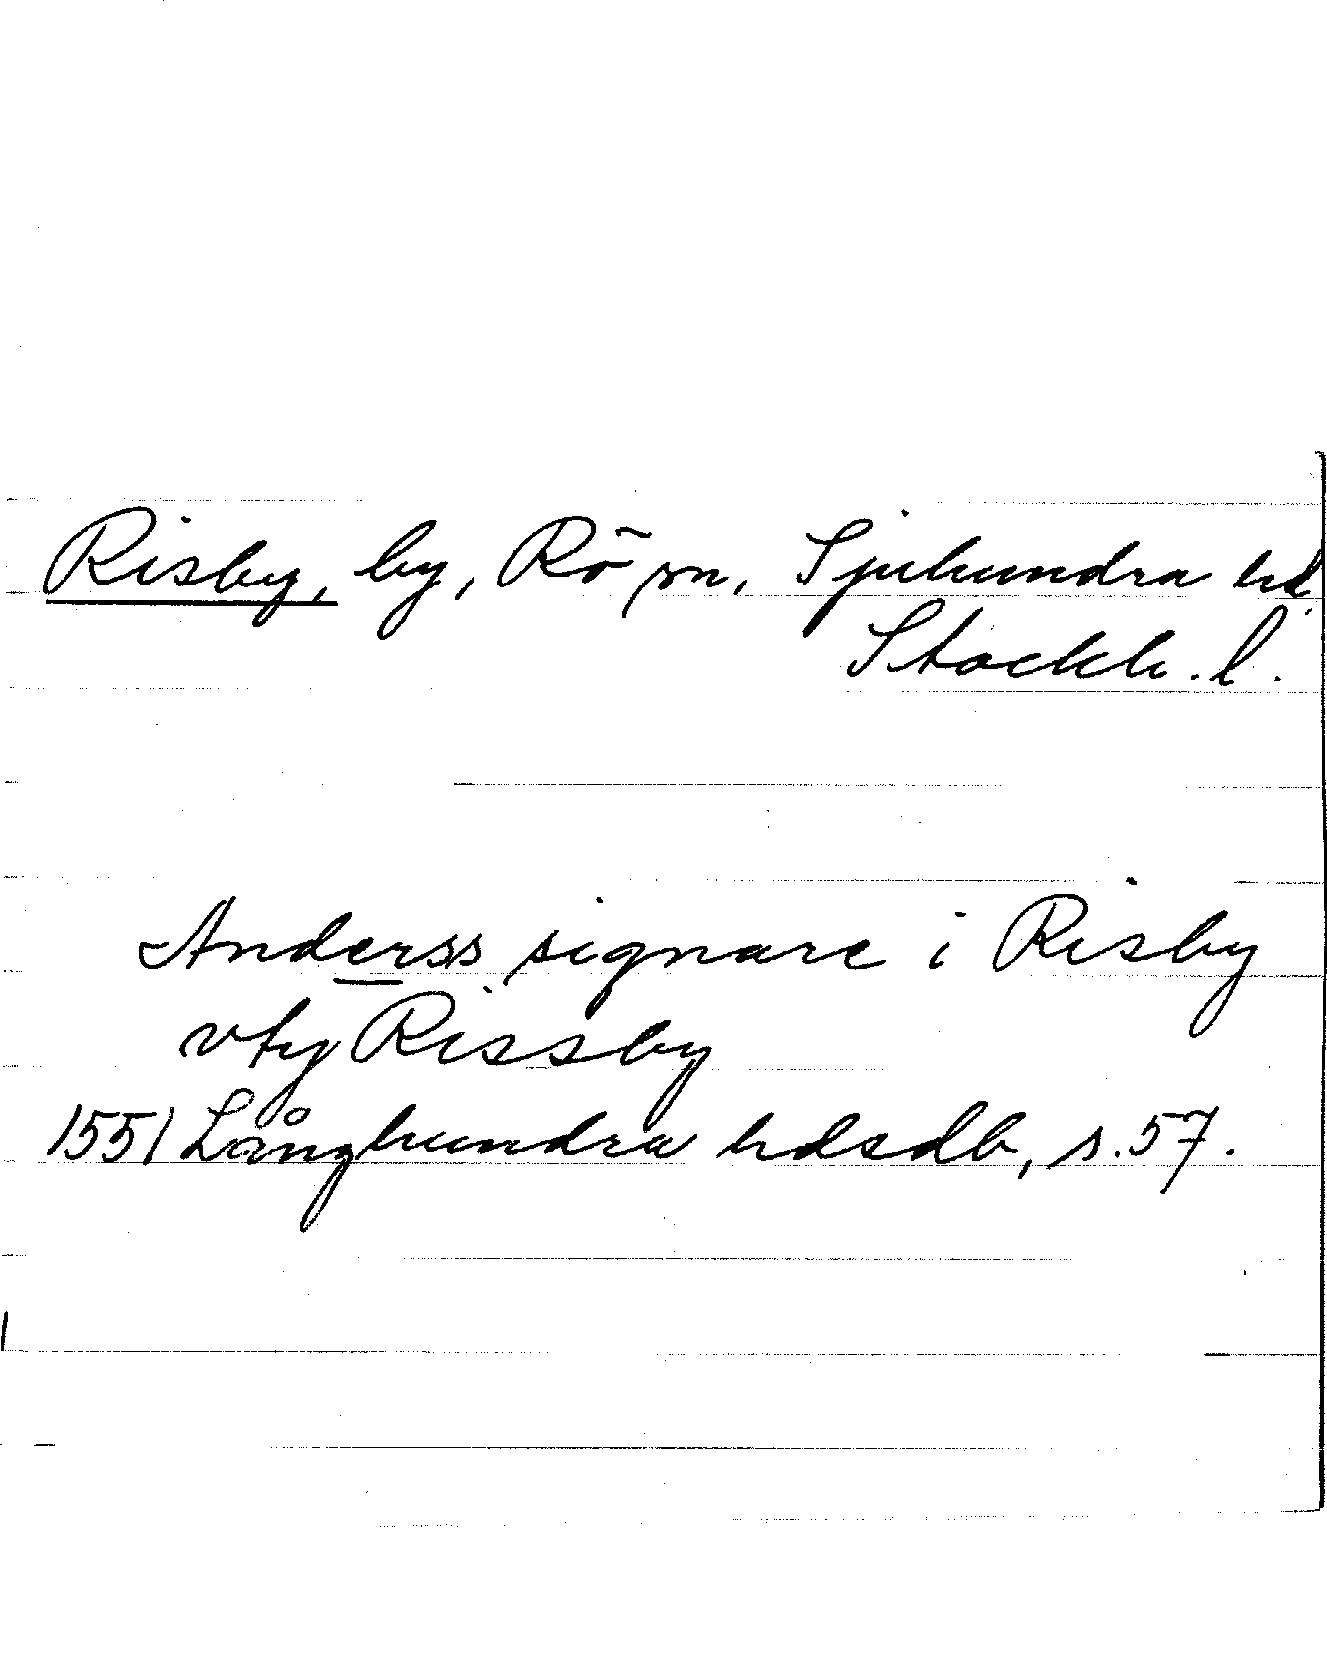 Risby, by, Rö sn, Sjuhundra hd
Stockh. l.
Anderss signare i Risby
vty Rissby
1551 Långhundra hdsdb, s. 57.